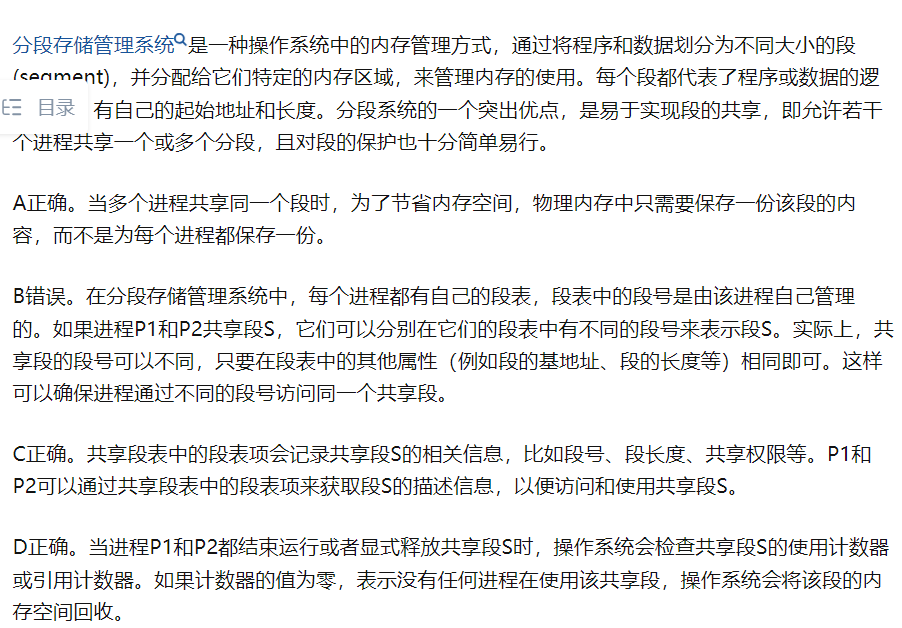 分段存储管理系统是一种操作系统中的内存管理方式，通过将程序和数据划分为不同大小的段
(segment)，并分配给它们特定的内存区域，来管理内存的使用。每个段都代表了程序或数据的逻
目录
有自己的起始地址和长度。分段系统的一个突出优点，是易于实现段的共享，即允许若干
个进程共享一个或多个分段，且对段的保护也十分简单易行。
A正确。当多个进程共享同一个段时，为了节省内存空间，物理内存中只需要保存一份该段的内
容，而不是为每个进程都保存一份。
B错误。在分段存储管理系统中，每个进程都有自己的段表，段表中的段号是由该进程自己管理
的。如果进程P1和P2共享段S，它们可以分别在它们的段表中有不同的段号来表示段S。实际上，共
享段的段号可以不同，只要在段表中的其他属性（例如段的基地址、段的长度等）相同即可。这样
可以确保进程通过不同的段号访问同一个共享段。
C正确。共享段表中的段表项会记录共享段S的相关信息，比如段号、段长度、共享权限等。P1和
P2可以通过共享段表中的段表项来获取段S的描述信息，以便访问和使用共享段S。
D正确。当进程P1和P2都结束运行或者显式释放共享段S时，操作系统会检查共享段S的使用计数器
或引用计数器。如果计数器的值为零，表示没有任何进程在使用该共享段，操作系统会将该段的内
存空间回收。